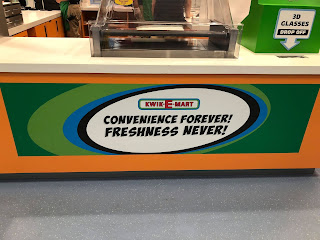 3D
GLASSES
DROP OFF
KWIK-E-MART
CONVENIENCE FOREVER!
FRESHNESS NEVER!